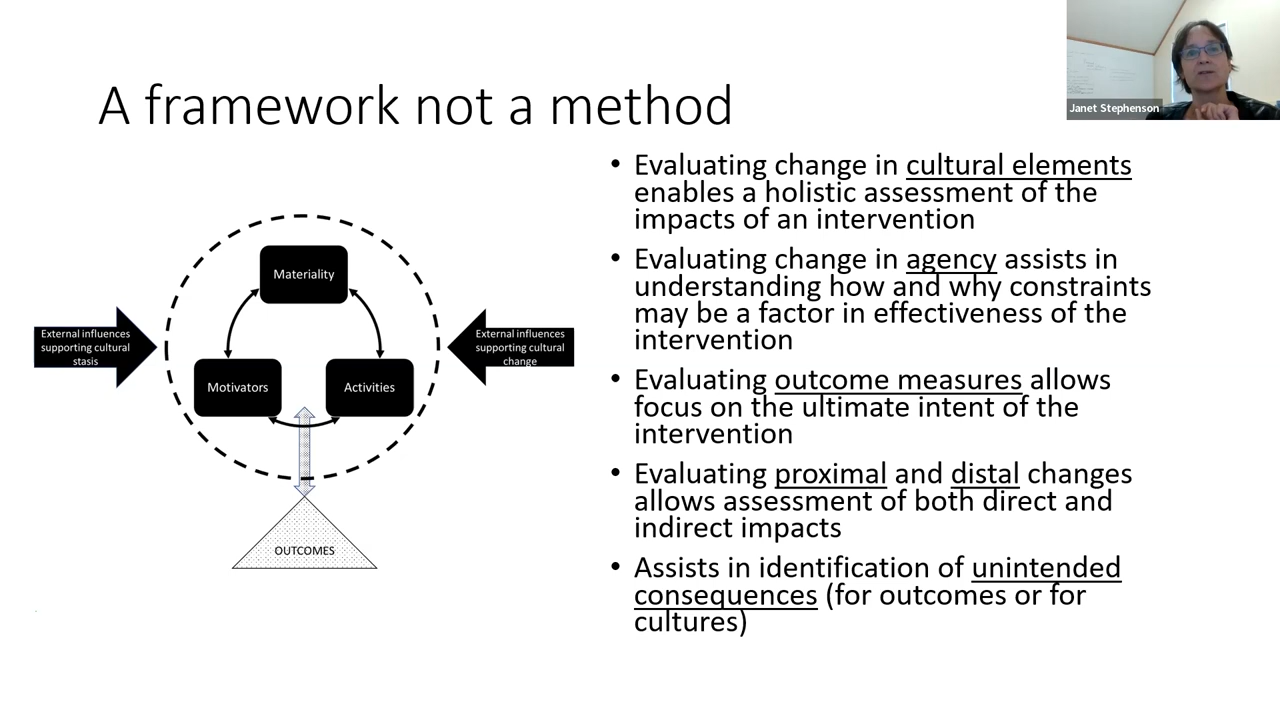 Janet Stephenson
A framework not a method
Materiality
External influences
supporting cultural
stasis
External influences
supporting cultural
change
Motivators
Activities
OUTCOMES
• Evaluating change in cultural elements
enables a holistic assessment of the
impacts of an intervention
• Evaluating change in agency assists in
understanding how and why constraints
may be a factor in effectiveness of the
intervention
• Evaluating outcome measures allows
focus on the ultimate intent of the
intervention
• Evaluating proximal and distal changes
allows assessment of both direct and
indirect impacts
• Assists in identification of unintended
consequences (for outcomes or for
cultures)